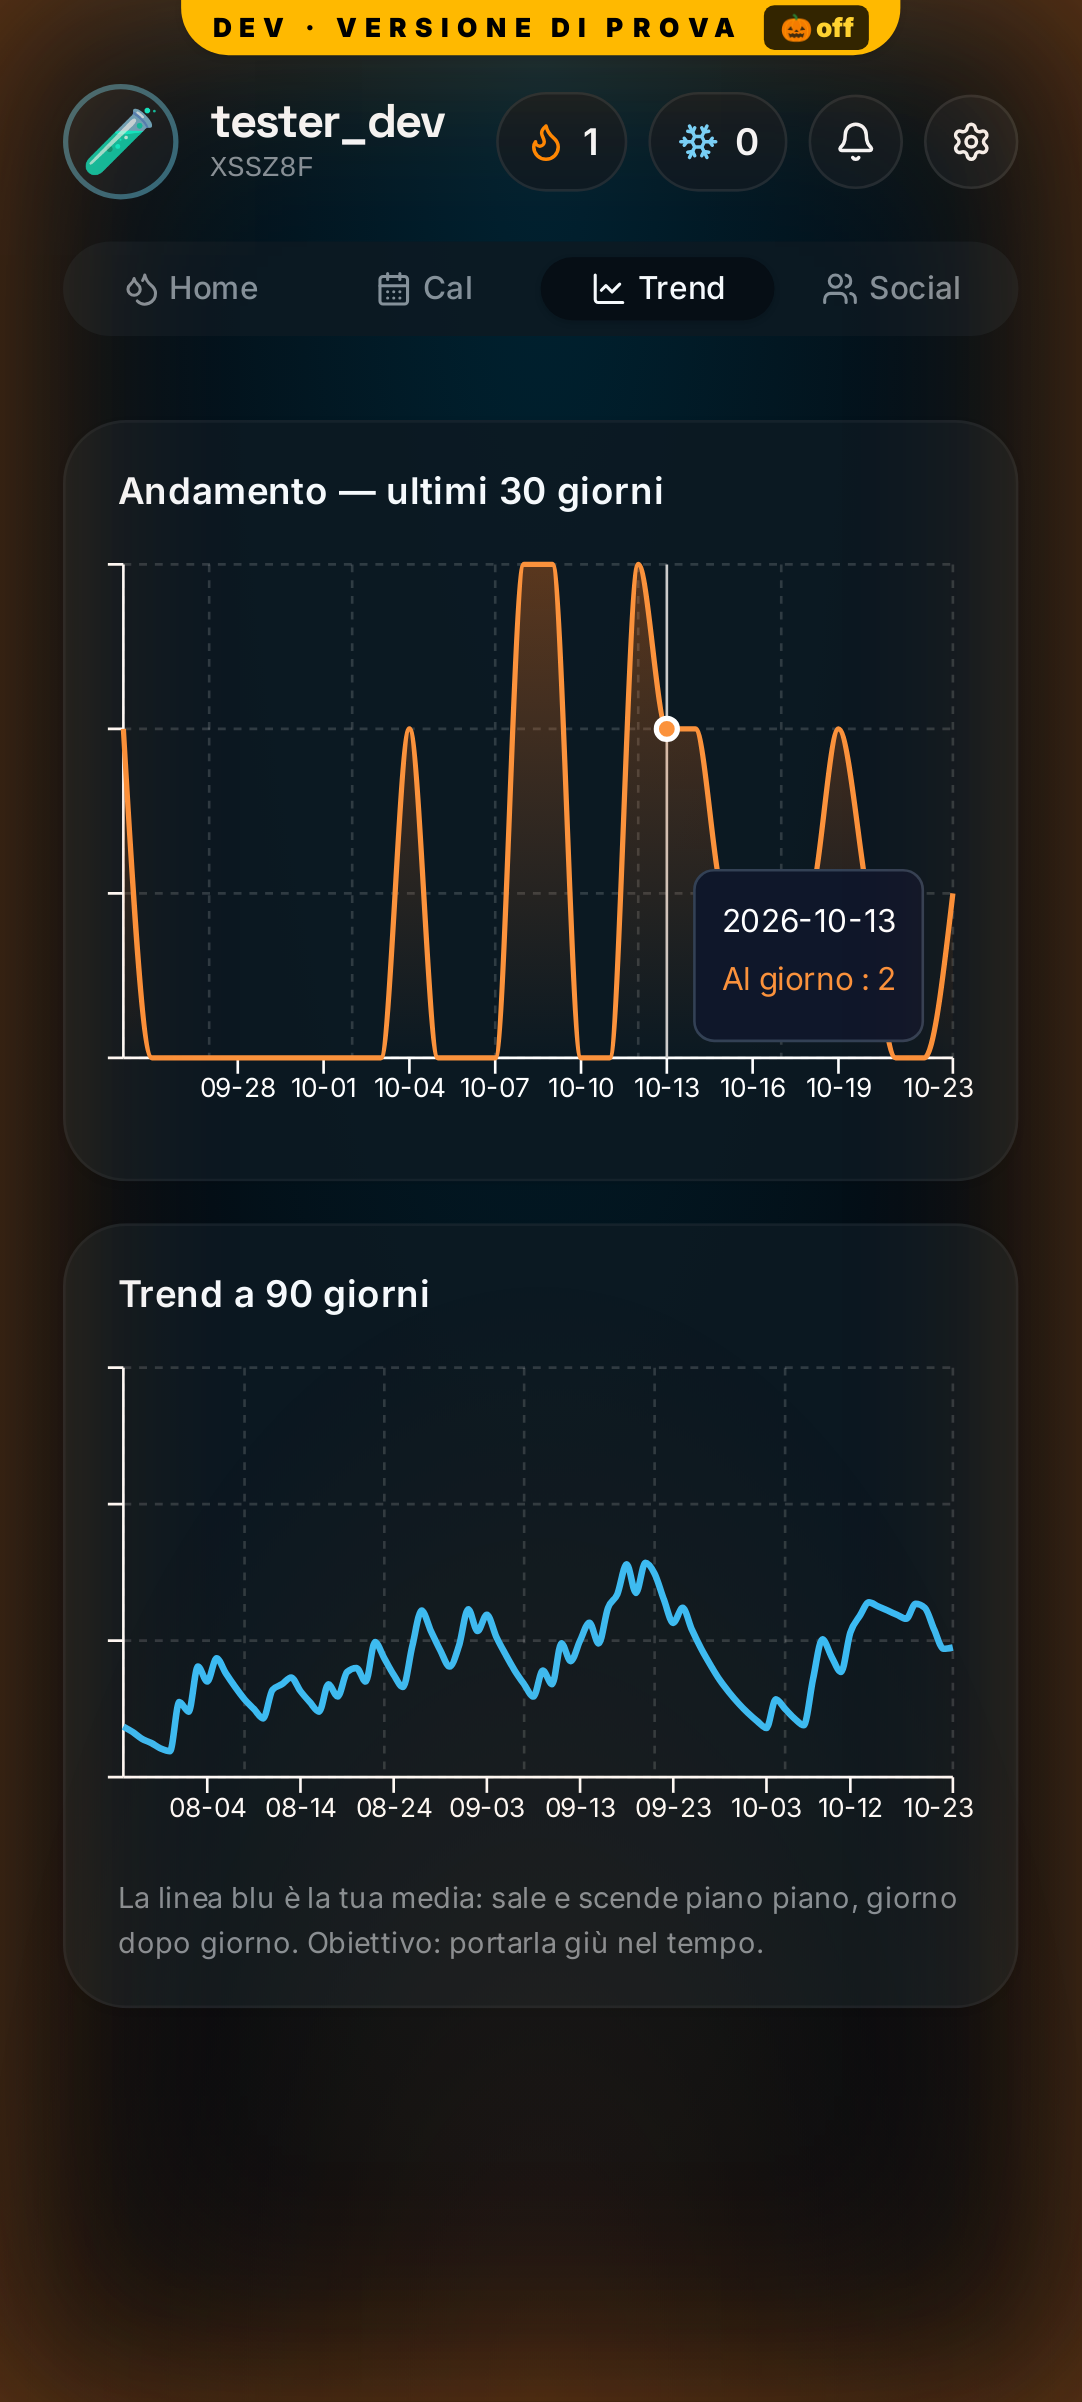 DEV · VERSIONE DI PROVA 🎃 off
tester_dev
XSSZ8F
1
0
Home Cal Trend Social
Andamento — ultimi 30 giorni
2026-10-13
Al giorno : 2
09-28 10-01 10-04 10-07 10-10 10-13 10-16 10-19 10-23
Trend a 90 giorni
08-04 08-14 08-24 09-03 09-13 09-23 10-03 10-12 10-23
La linea blu è la tua media: sale e scende piano piano, giorno
dopo giorno. Obiettivo: portarla giù nel tempo.